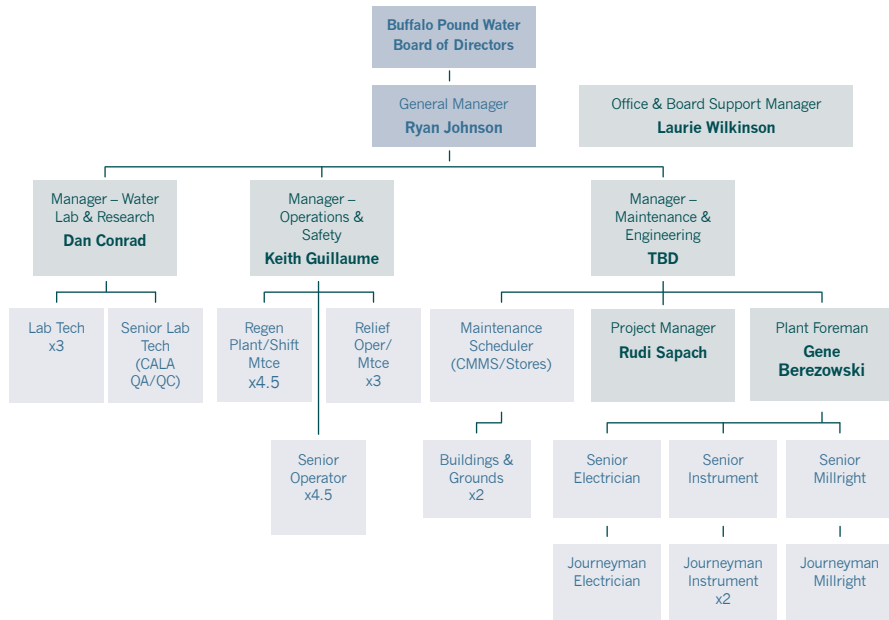 Buffalo Pound Water
Board of Directors
General Manager
Ryan Johnson
Office & Board Support Manager
Laurie Wilkinson
Manager – Water
Lab & Research
Dan Conrad
Manager –
Operations &
Safety
Keith Guillaume
Manager –
Maintenance &
Engineering
TBD
Lab Tech
x3
Senior Lab
Tech
(CALA
QA/QC)
Regen
Plant/Shift
Mtce
x4.5
Relief
Oper/
Mtce
x3
Maintenance
Scheduler
(CMMS/Stores)
Project Manager
Rudi Sapach
Plant Foreman
Gene
Berezowski
Senior
Operator
x4.5
Buildings &
Grounds
x2
Senior
Electrician
Senior
Instrument
Senior
Millright
Journeyman
Electrician
Journeyman
Instrument
x2
Journeyman
Millright